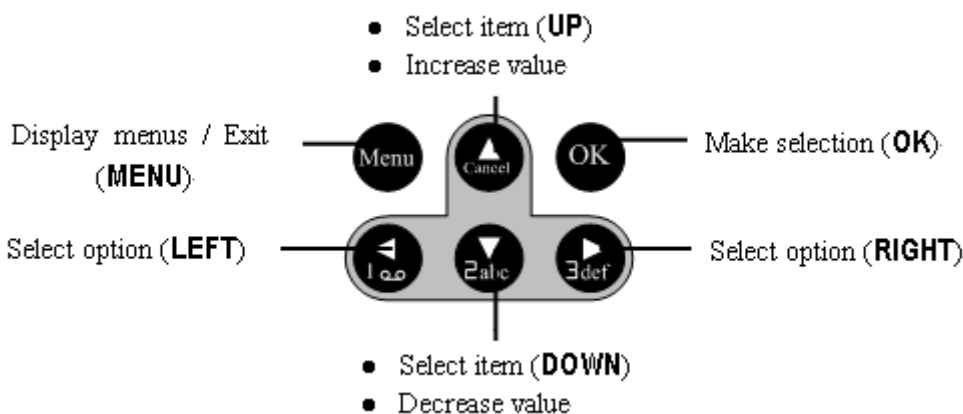 ● Select item (UP)
● Increase value
Display menus / Exit
(MENU)
Menu
Cancel
OK
Make selection (OK)
Select option (LEFT)
1
2abc
3def
Select option (RIGHT)
● Select item (DOWN)
● Decrease value